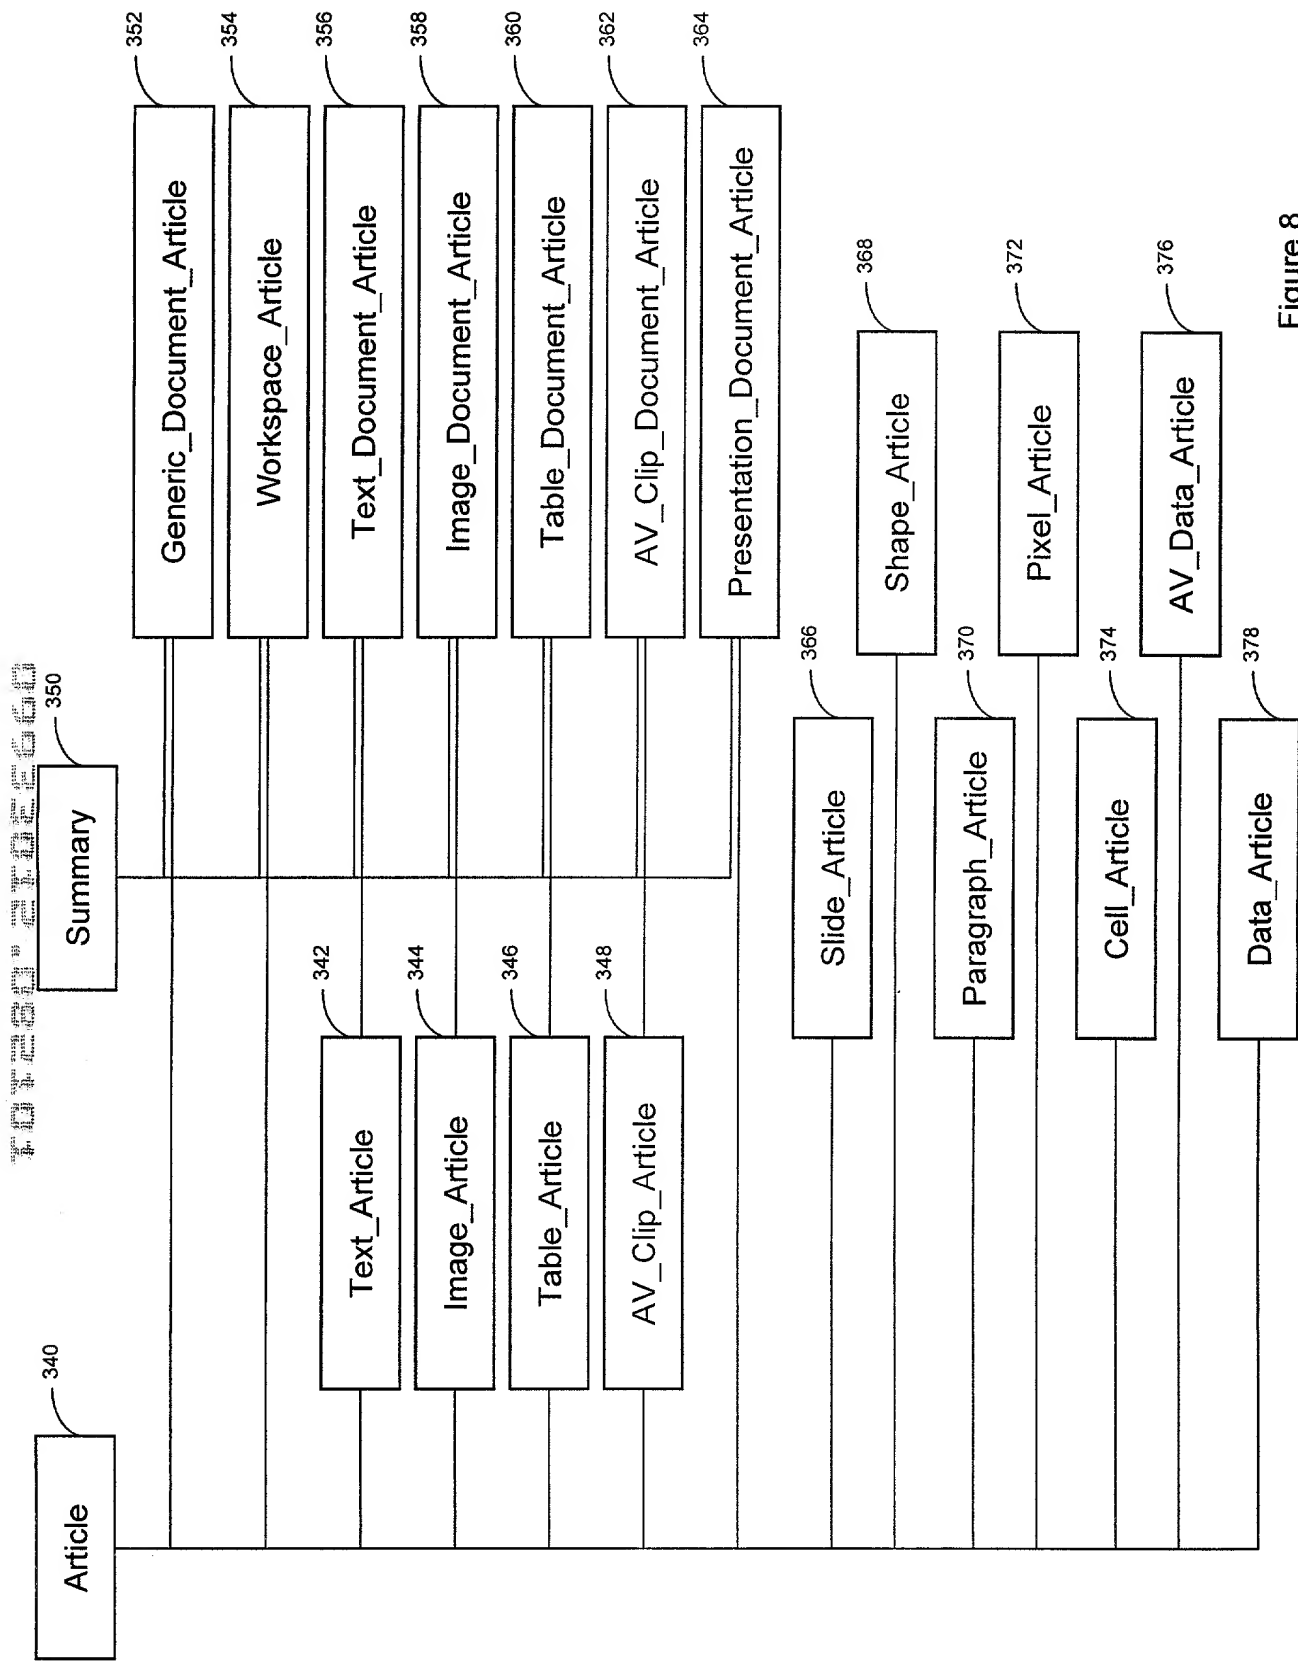 Article
340
Summary
350
Generic_Document_Article
352
Workspace_Article
354
Text_Article
342
Text_Document_Article
356
Image_Article
344
Image_Document_Article
358
Table_Article
346
Table_Document_Article
360
AV_Clip_Article
348
AV_Clip_Document_Article
362
Presentation_Document_Article
364
Slide_Article
366
Shape_Article
368
Paragraph_Article
370
Pixel_Article
372
Cell_Article
374
AV_Data_Article
376
Data_Article
378
Figure 8